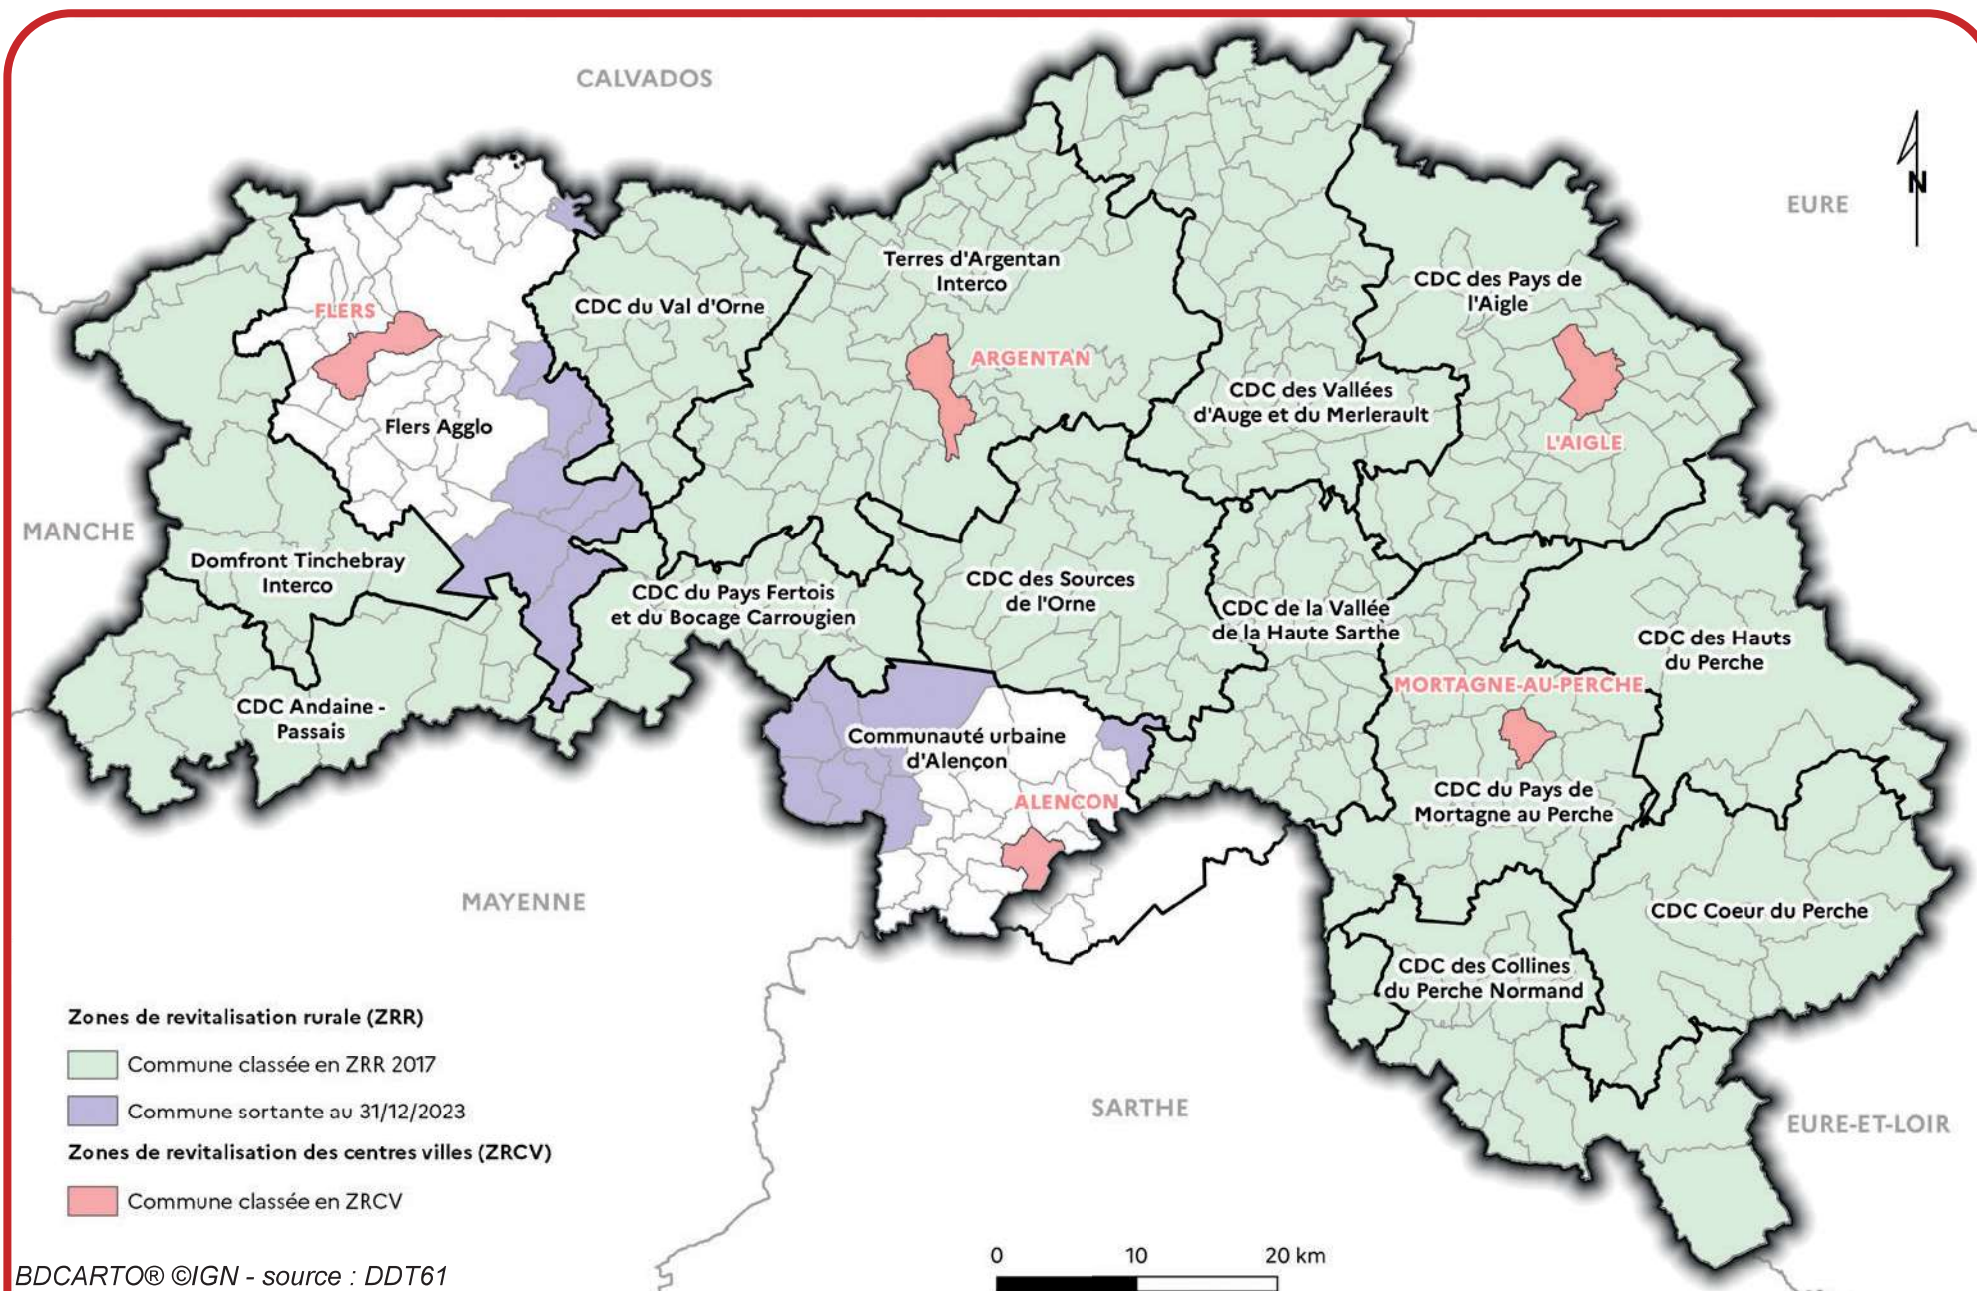 CALVADOS
EURE
N
Terres d'Argentan
Interco
CDC du Val d'Orne
CDC des Pays de
l'Aigle
FLERS
ARGENTAN
CDC des Vallées
d'Auge et du Merlerault
Flers Agglo
L'AIGLE
MANCHE
Domfront Tinchebray
Interco
CDC du Pays Fertois
et du Bocage Carrougien
CDC des Sources
de l'Orne
CDC de la Vallée
de la Haute Sarthe
CDC des Hauts
du Perche
MORTAGNE-AU-PERCHE
CDC Andaine -
Passais
Communauté urbaine
d'Alençon
ALENCON
CDC du Pays de
Mortagne au Perche
MAYENNE
CDC Coeur du Perche
CDC des Collines
du Perche Normand
SARTHE
EURE-ET-LOIR
Zones de revitalisation rurale (ZRR)
Commune classée en ZRR 2017
Commune sortante au 31/12/2023
Zones de revitalisation des centres villes (ZRCV)
Commune classée en ZRCV
0 10 20 km
BDCARTO® ©IGN - source : DDT61